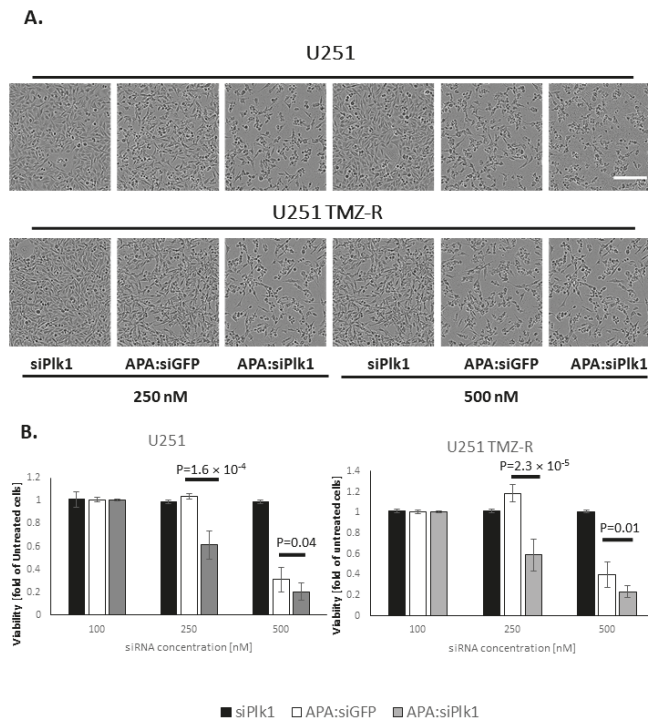 A.
U251
U251 TMZ-R
siPlk1 APA:siGFP APA:siPlk1 siPlk1 APA:siGFP APA:siPlk1
250 nM 500 nM
B.
U251 U251 TMZ-R
P=1.6 × 10-4 P=2.3 × 10-5
P=0.04 P=0.01
Viability [fold of Untreated cells]
1.2
1
0.8
0.6
0.4
0.2
0
100 250 500
siRNA concentration [nM]
Viability [fold of untreated cells]
1.4
1.2
1
0.8
0.6
0.4
0.2
0
100 250 500
siRNA concentration [nM]
siPlk1 APA:siGFP APA:siPlk1